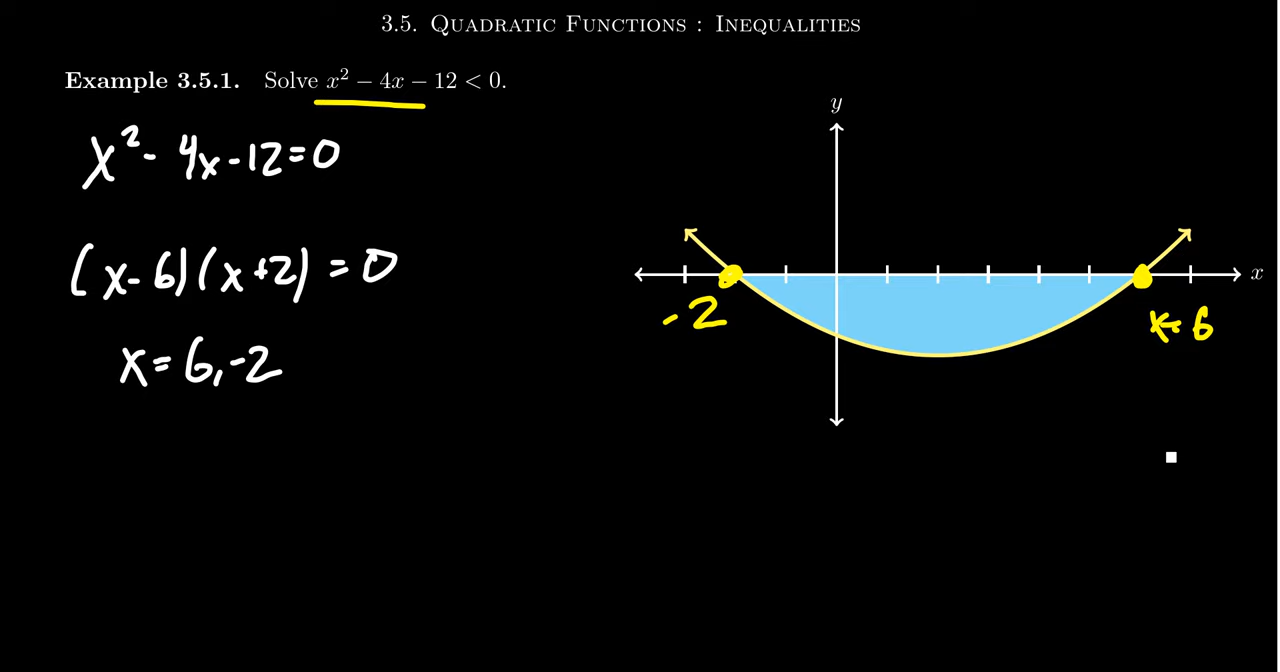 3.5. Quadratic Functions : Inequalities
Example 3.5.1. Solve x² − 4x − 12 < 0.
x² - 4x - 12 = 0
(x - 6)(x + 2) = 0
x = 6, -2
y
x
-2
x=6